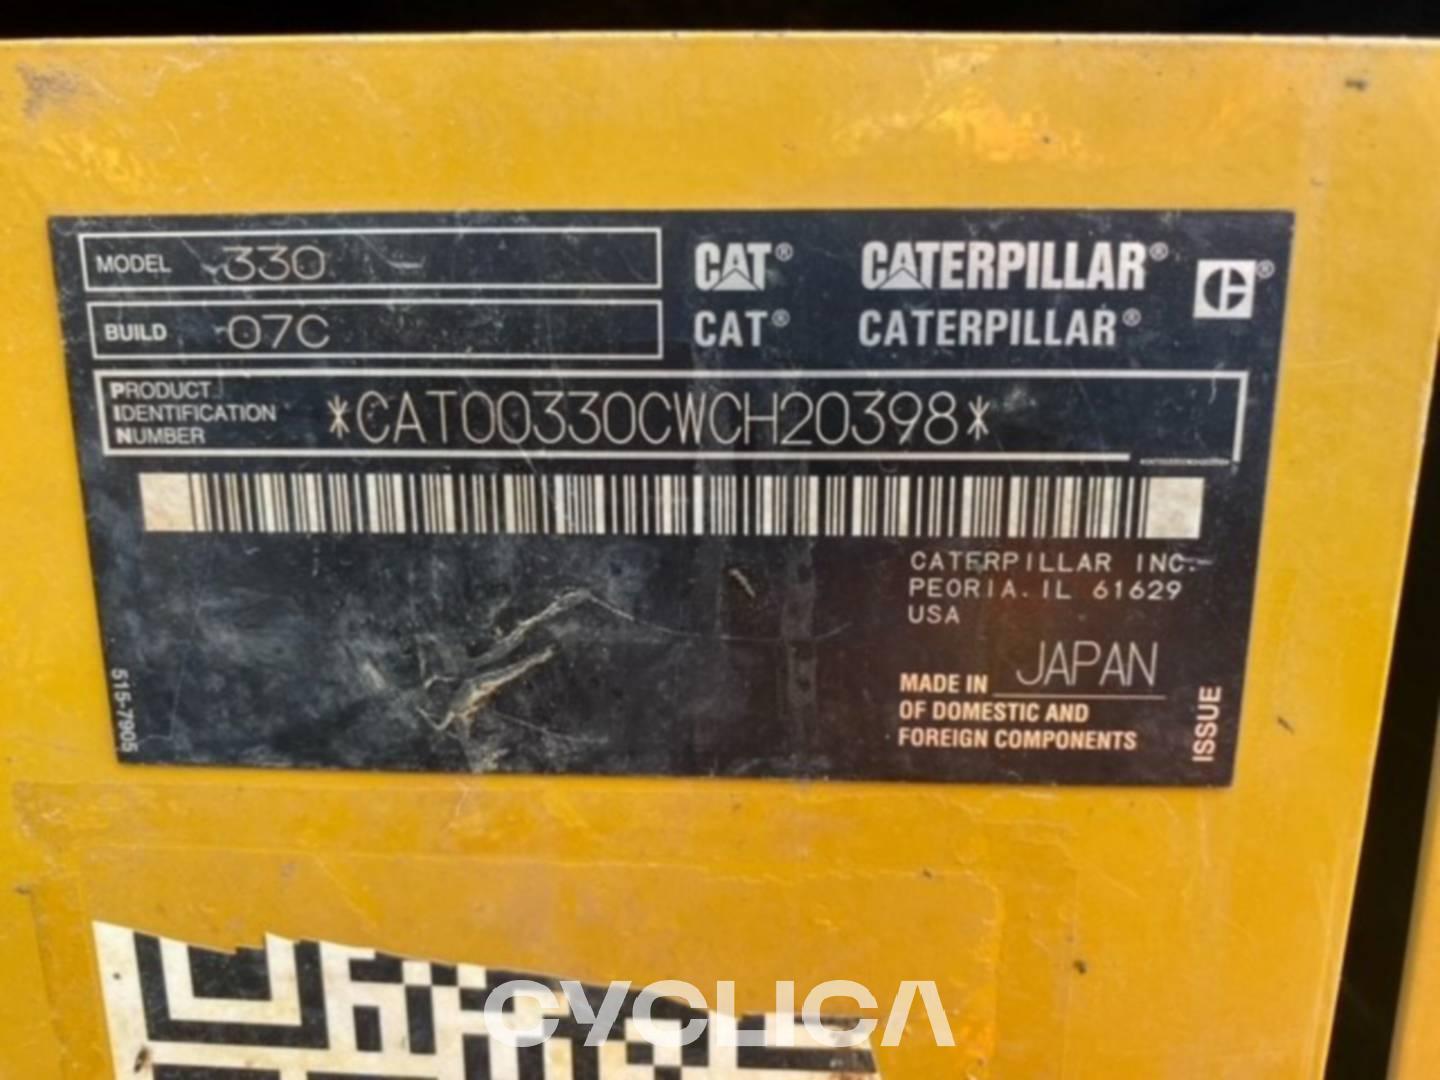 MODEL 330
BUILD 07C
CAT® CATERPILLAR® ®
CAT® CATERPILLAR®
PRODUCT
IDENTIFICATION
NUMBER
*CAT00330CWCH20398*
CATERPILLAR INC.
PEORIA, IL 61629
USA
MADE IN JAPAN
OF DOMESTIC AND
FOREIGN COMPONENTS
ISSUE
515-7905
CYCLICA